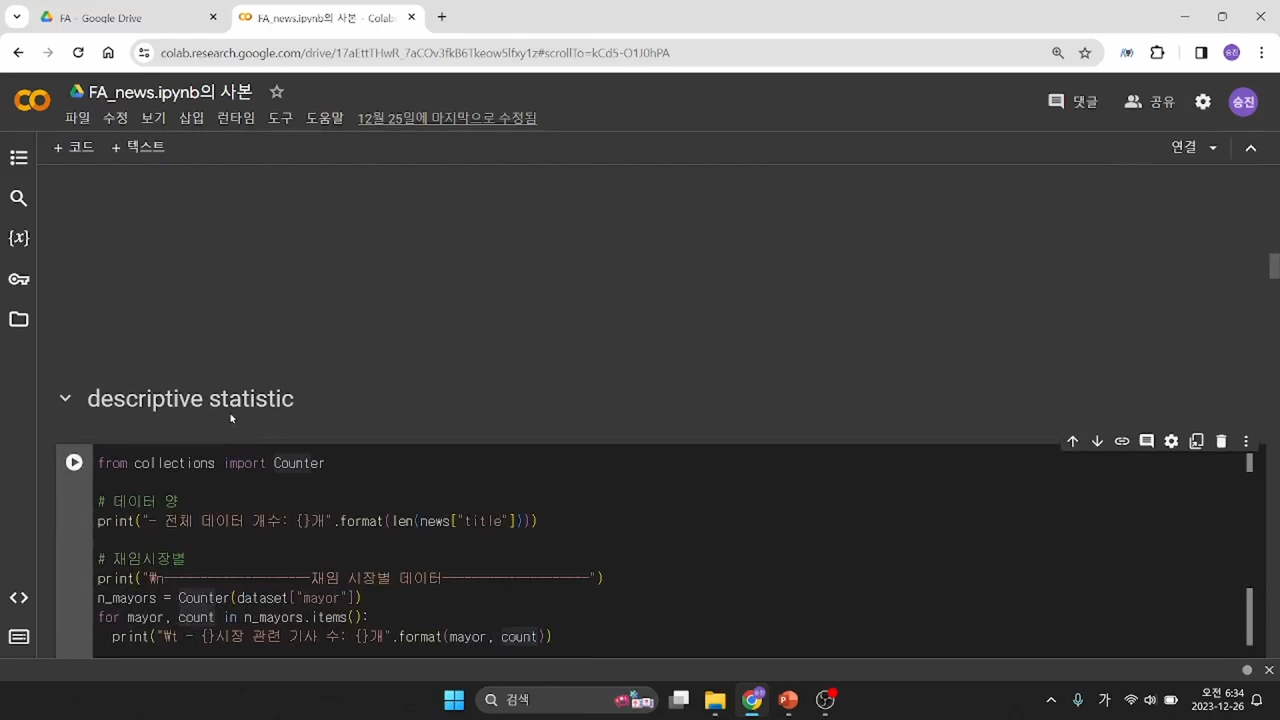 FA - Google Drive
FA_news.ipynb의 사본 - Colab
colab.research.google.com/drive/17aEttTHwR_7aCOv3fkB6Tkeow5lfxy1z#scrollTo=kCd5-O1J0hPA
FA_news.ipynb의 사본
댓글 공유 승진
파일 수정 보기 삽입 런타임 도구 도움말 12월 25일에 마지막으로 수정됨
+ 코드 + 텍스트 연결
descriptive statistic
from collections import Counter
# 데이터 양
print("- 전체 데이터 개수: {}개".format(len(news["title"])))
# 재임시장별
print("₩n--------------------재임 시장별 데이터--------------------")
n_mayors = Counter(dataset["mayor"])
for mayor, count in n_mayors.items():
print("₩t - {}시장 관련 기사 수: {}개".format(mayor, count))
검색
가
오전 6:34
2023-12-26